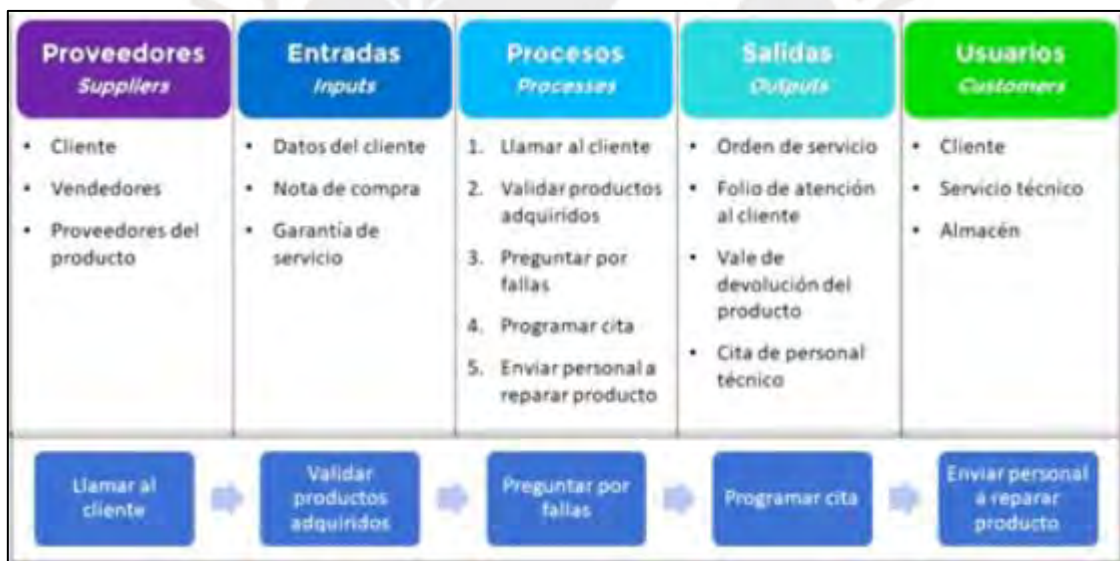 Proveedores
Suppliers
Entradas
Inputs
Procesos
Processes
Salidas
Outputs
Usuarios
Customers
• Cliente
• Vendedores
• Proveedores del
producto
• Datos del cliente
• Nota de compra
• Garantía de
servicio
1. Llamar al cliente
2. Validar productos
adquiridos
3. Preguntar por
fallas
4. Programar cita
5. Enviar personal a
reparar producto
• Orden de servicio
• Folio de atención
al cliente
• Vale de
devolución del
producto
• Cita de personal
técnico
• Cliente
• Servicio técnico
• Almacén
Llamar al
cliente
Validar
productos
adquiridos
Preguntar por
fallas
Programar cita
Enviar personal
a reparar
producto